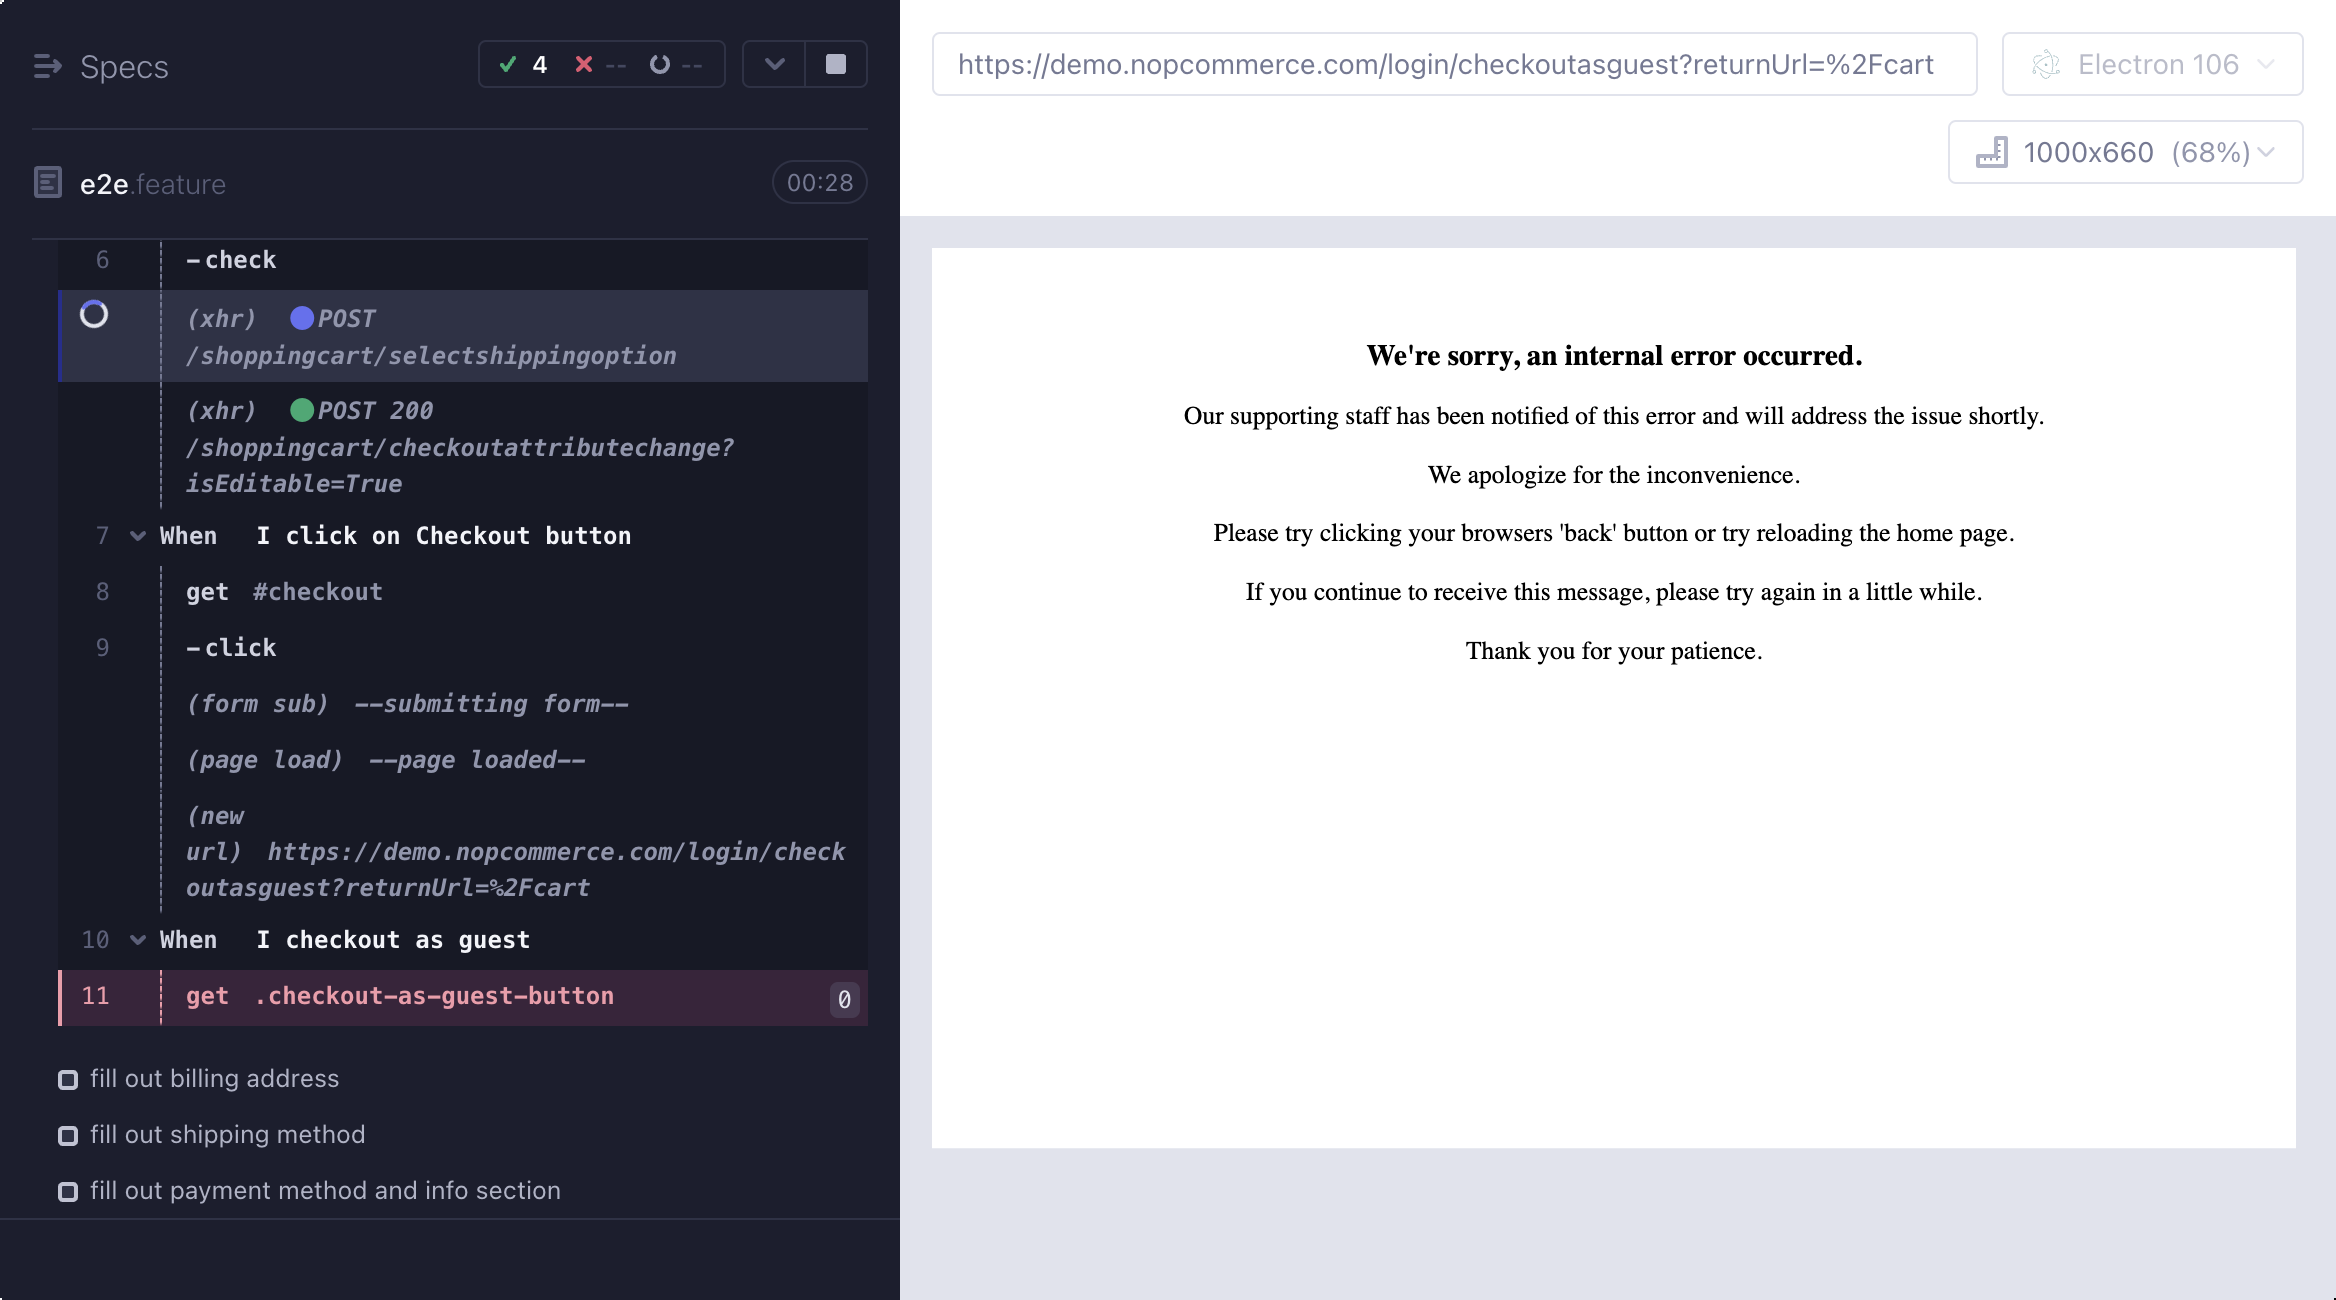 Specs
4 -- --
e2e.feature 00:28
6 -check
(xhr) POST
/shoppingcart/selectshippingoption
(xhr) POST 200
/shoppingcart/checkoutattributechange?
isEditable=True
7 When I click on Checkout button
8 get #checkout
9 -click
(form sub) --submitting form--
(page load) --page loaded--
(new
url) https://demo.nopcommerce.com/login/check
outasguest?returnUrl=%2Fcart
10 When I checkout as guest
11 get .checkout-as-guest-button 0
fill out billing address
fill out shipping method
fill out payment method and info section
https://demo.nopcommerce.com/login/checkoutasguest?returnUrl=%2Fcart
Electron 106
1000x660 (68%)
We're sorry, an internal error occurred.
Our supporting staff has been notified of this error and will address the issue shortly.
We apologize for the inconvenience.
Please try clicking your browsers 'back' button or try reloading the home page.
If you continue to receive this message, please try again in a little while.
Thank you for your patience.